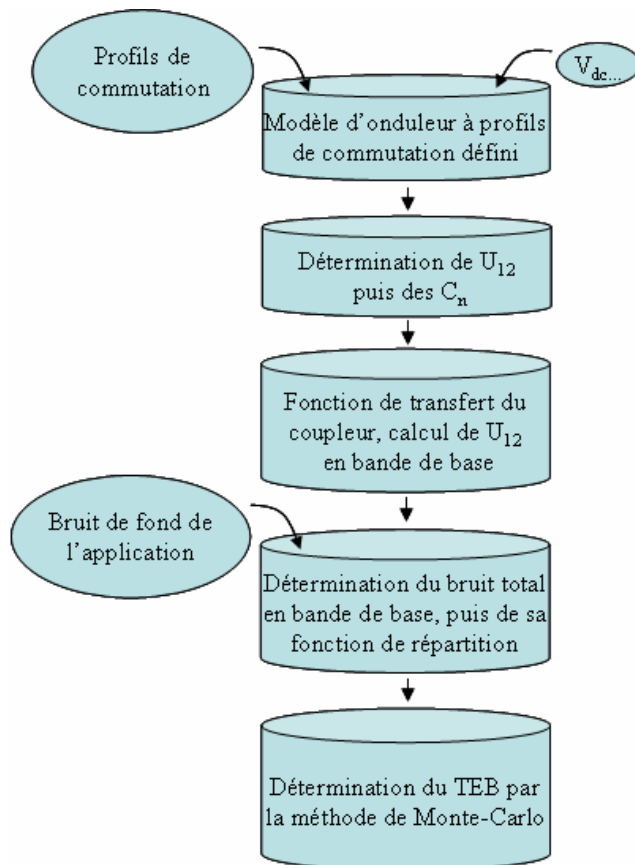 Profils de
commutation
V_dc...
Modèle d'onduleur à profils
de commutation défini
Détermination de U_12
puis des C_n
Fonction de transfert du
coupleur, calcul de U_12
en bande de base
Bruit de fond de
l'application
Détermination du bruit total
en bande de base, puis de sa
fonction de répartition
Détermination du TEB par
la méthode de Monte-Carlo